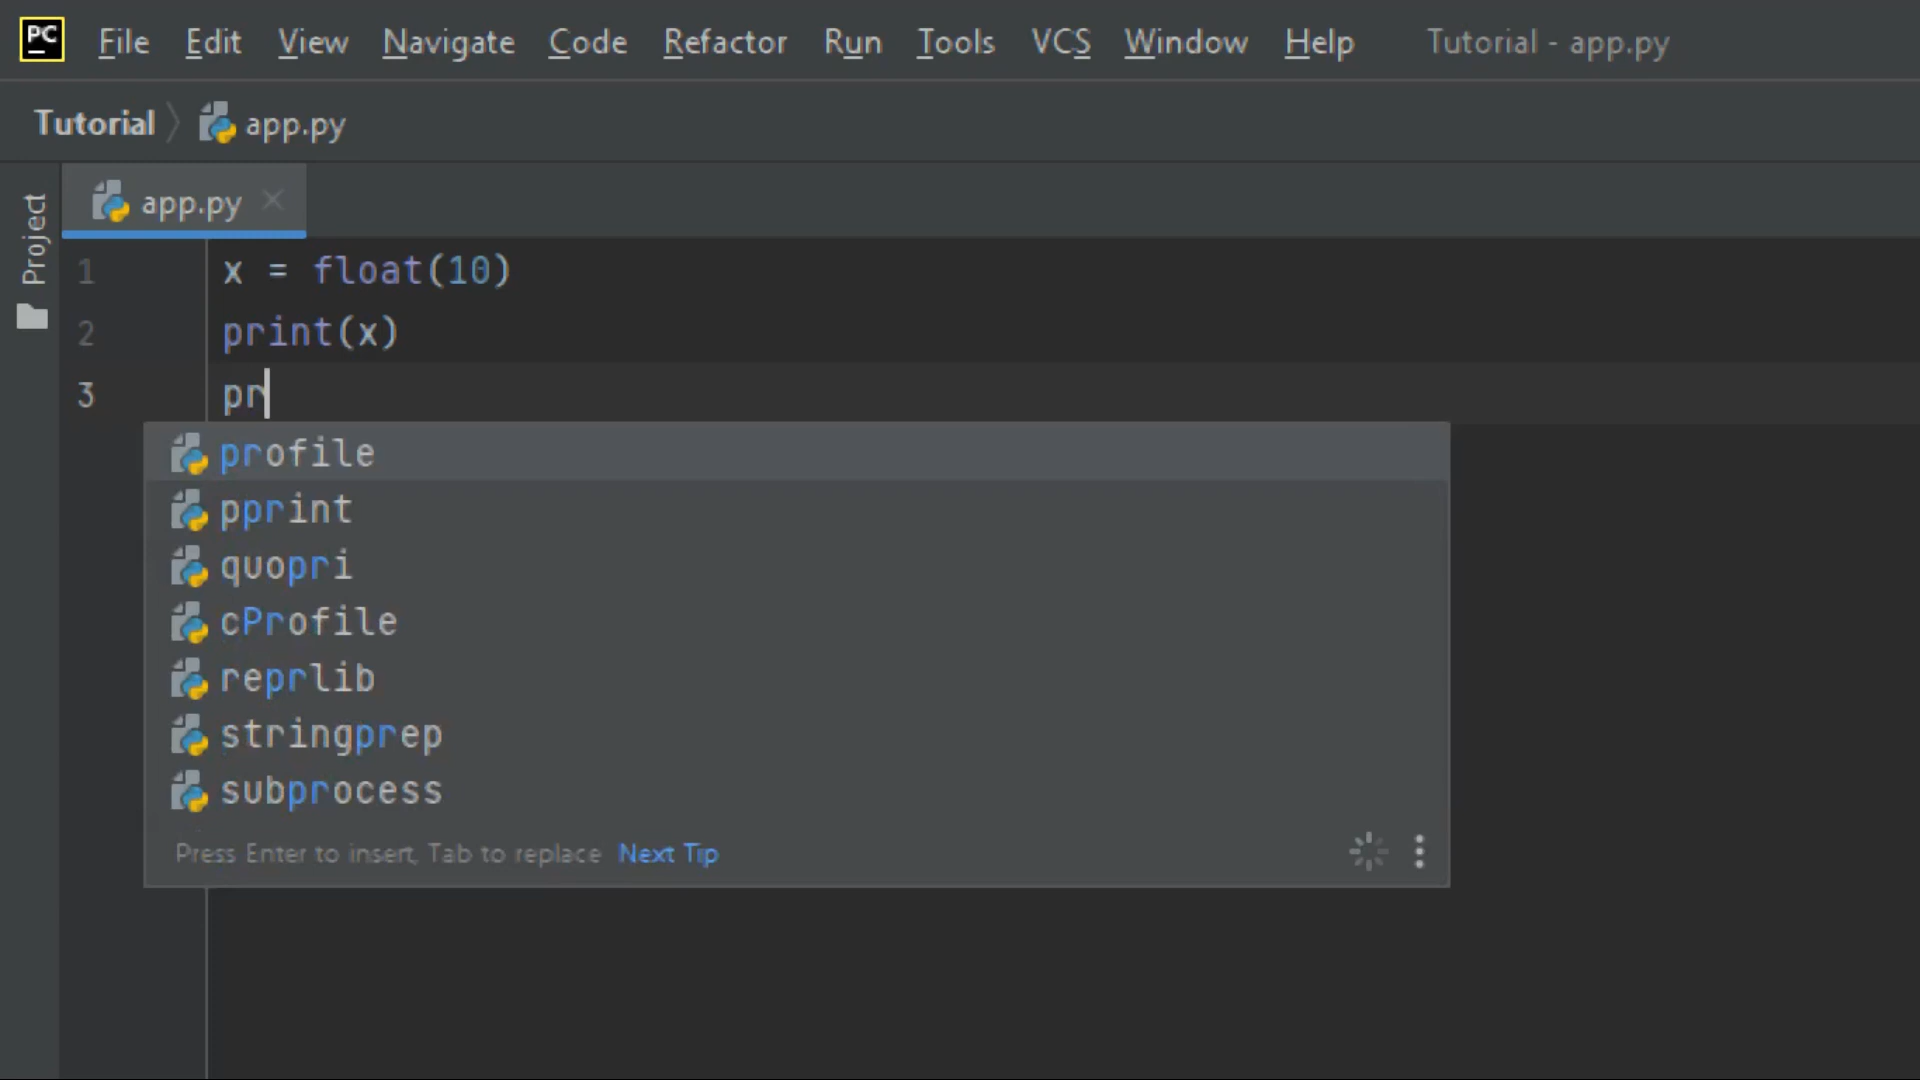 PC File Edit View Navigate Code Refactor Run Tools VCS Window Help Tutorial - app.py
Tutorial app.py
Project
app.py
1 x = float(10)
2 print(x)
3 pr
profile
pprint
quopri
cProfile
reprlib
stringprep
subprocess
Press Enter to insert, Tab to replace Next Tip